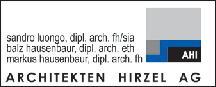 sandro luongo, dipl. arch. fh/sia
balz hausenbaur, dipl. arch. eth
markus hausenbaur, dipl. arch. fh
AHI
ARCHITEKTEN HIRZEL AG